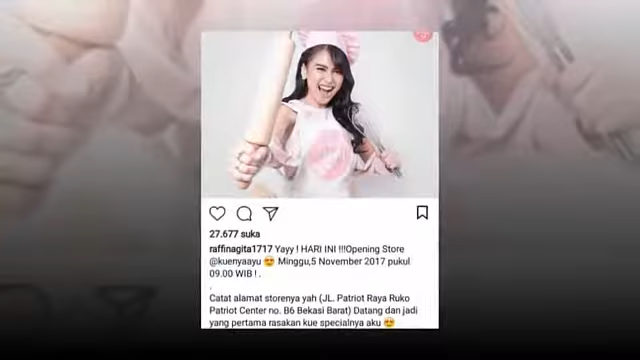 27.677 suka
raffinagita1717 Yayy ! HARI INI !!!Opening Store
@kuenyaayu 😍 Minggu,5 November 2017 pukul
09.00 WIB ! .
.
Catat alamat storenya yah (JL. Patriot Raya Ruko
Patriot Center no. B6 Bekasi Barat) Datang dan jadi
yang pertama rasakan kue specialnya aku 😍